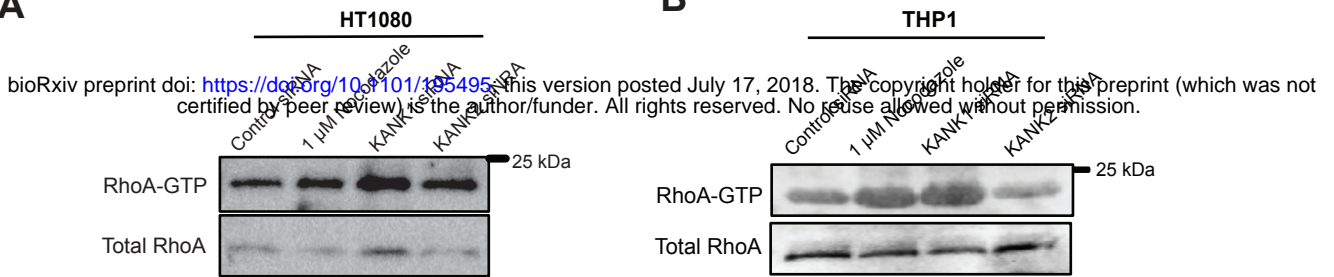 A
B
HT1080
THP1
bioRxiv preprint doi: https://doi.org/10.1101/195495; this version posted July 17, 2018. The copyright holder for this preprint (which was not
certified by peer review) is the author/funder. All rights reserved. No reuse allowed without permission.
Control siRNA
1 µM Nocodazole
KANK1 siRNA
KANK2 siNRA
Control siRNA
1 µM Nocodazole
KANK1 siRNA
KANK2 siRNA
25 kDa
25 kDa
RhoA-GTP
RhoA-GTP
Total RhoA
Total RhoA